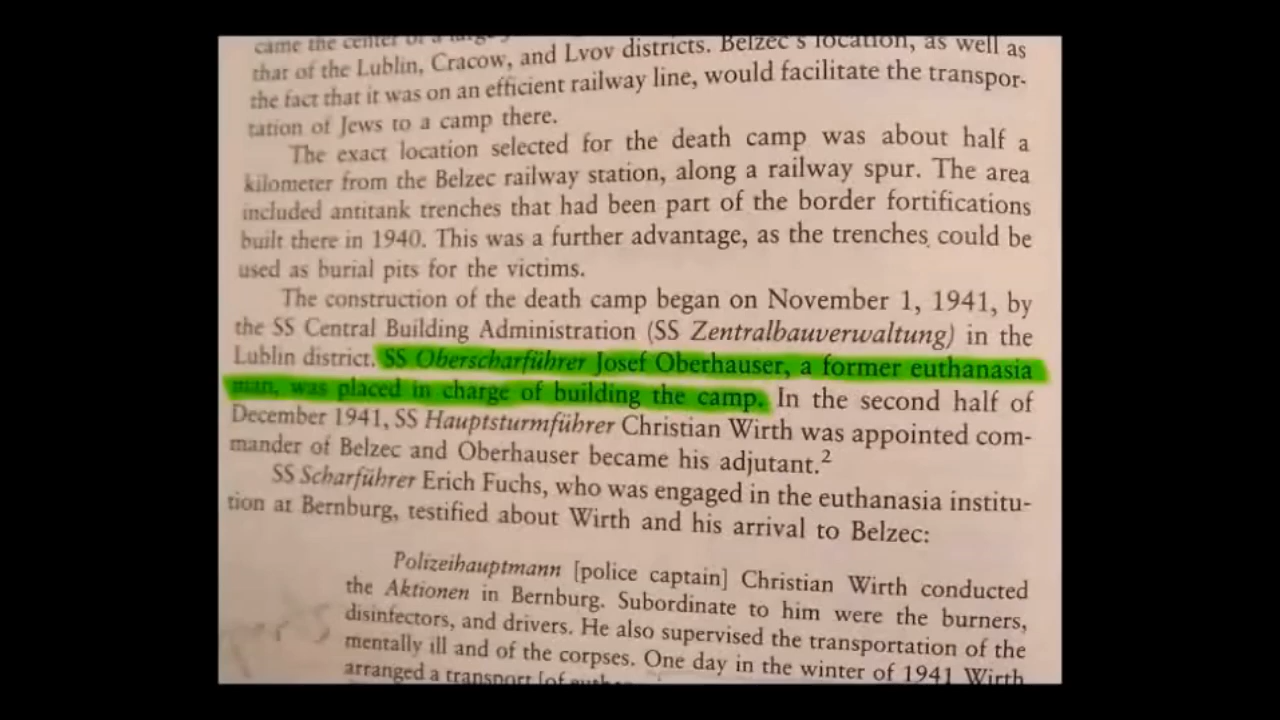 came the center of a
that of the Lublin, Cracow, and Lvov districts. Belzec's location, as well as
the fact that it was on an efficient railway line, would facilitate the transpor-
tation of Jews to a camp there.
The exact location selected for the death camp was about half a
kilometer from the Belzec railway station, along a railway spur. The area
included antitank trenches that had been part of the border fortifications
built there in 1940. This was a further advantage, as the trenches could be
used as burial pits for the victims.
The construction of the death camp began on November 1, 1941, by
the SS Central Building Administration (SS Zentralbauverwaltung) in the
Lublin district. SS Oberscharführer Josef Oberhauser, a former euthanasia
man, was placed in charge of building the camp. In the second half of
December 1941, SS Hauptsturmführer Christian Wirth was appointed com-
mander of Belzec and Oberhauser became his adjutant.2
SS Scharführer Erich Fuchs, who was engaged in the euthanasia institu-
tion at Bernburg, testified about Wirth and his arrival to Belzec:
Polizeihauptmann [police captain] Christian Wirth conducted
the Aktionen in Bernburg. Subordinate to him were the burners,
disinfectors, and drivers. He also supervised the transportation of the
mentally ill and of the corpses. One day in the winter of 1941 Wirth
arranged a transport [of